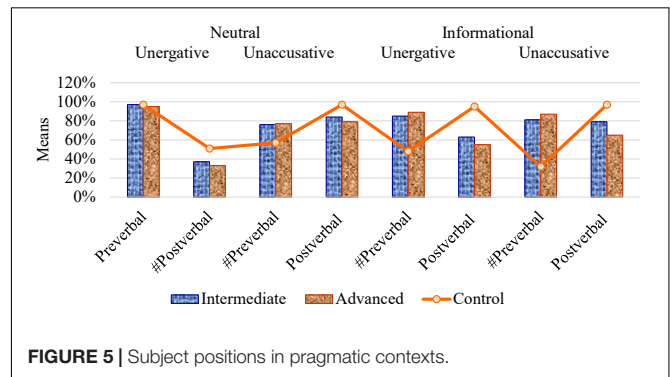 Neutral Informational
Unergative Unaccusative Unergative Unaccusative
120%
100%
80%
60%
40%
20%
0%
Means
Preverbal #Postverbal #Preverbal Postverbal #Preverbal Postverbal #Preverbal Postverbal
Intermediate Advanced Control
FIGURE 5 | Subject positions in pragmatic contexts.